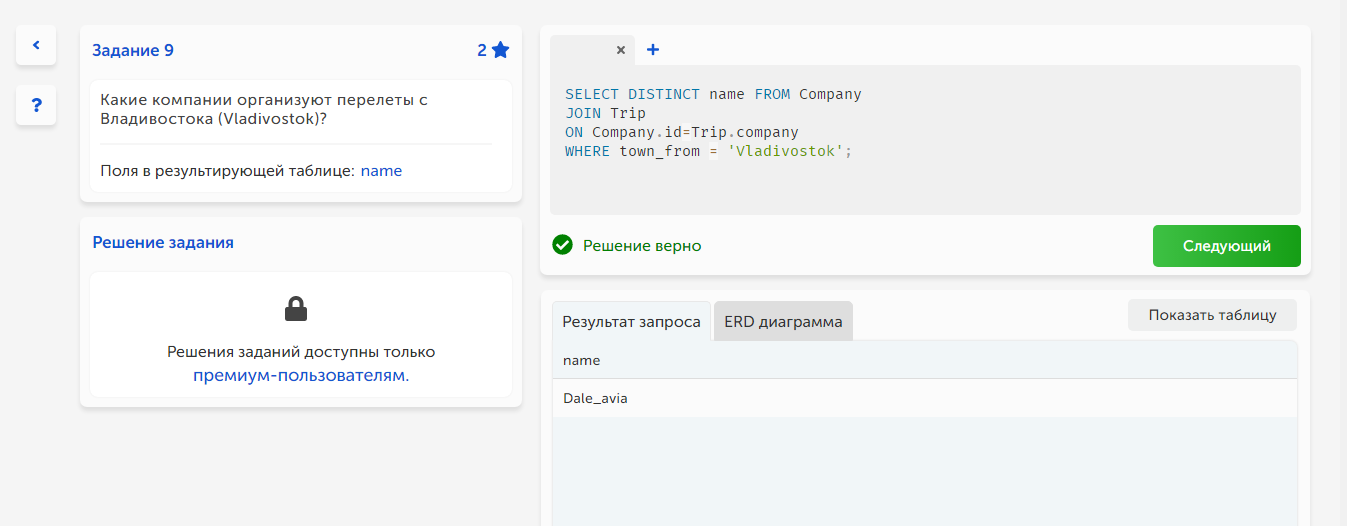 Задание 9
2
Какие компании организуют перелеты с
Владивостока (Vladivostok)?
Поля в результирующей таблице: name
Решение задания
Решения заданий доступны только
премиум-пользователям.
?
SELECT DISTINCT name FROM Company
JOIN Trip
ON Company.id=Trip.company
WHERE town_from = 'Vladivostok';
Решение верно
Следующий
Результат запроса
ERD диаграмма
Показать таблицу
name
Dale_avia